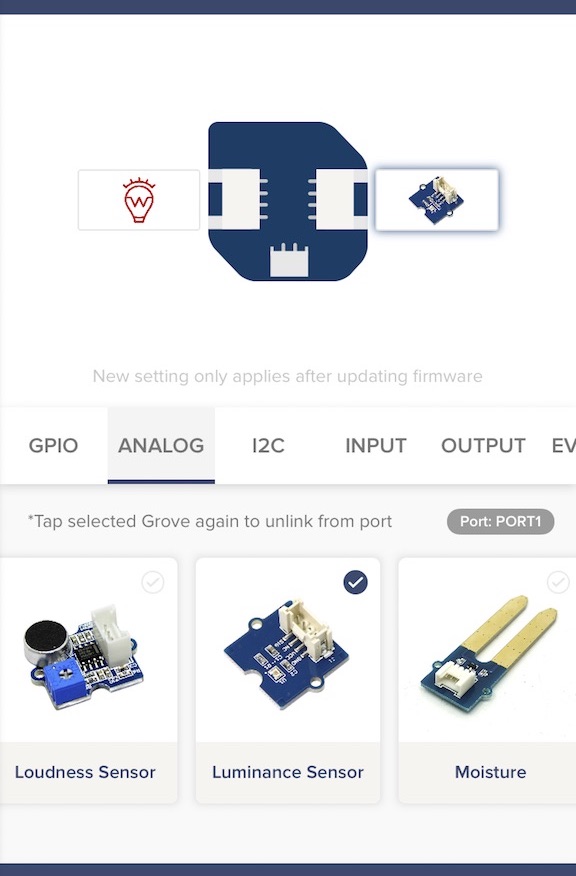 New setting only applies after updating firmware
GPIO ANALOG I2C INPUT OUTPUT EV
*Tap selected Grove again to unlink from port Port: PORT1
Loudness Sensor Luminance Sensor Moisture